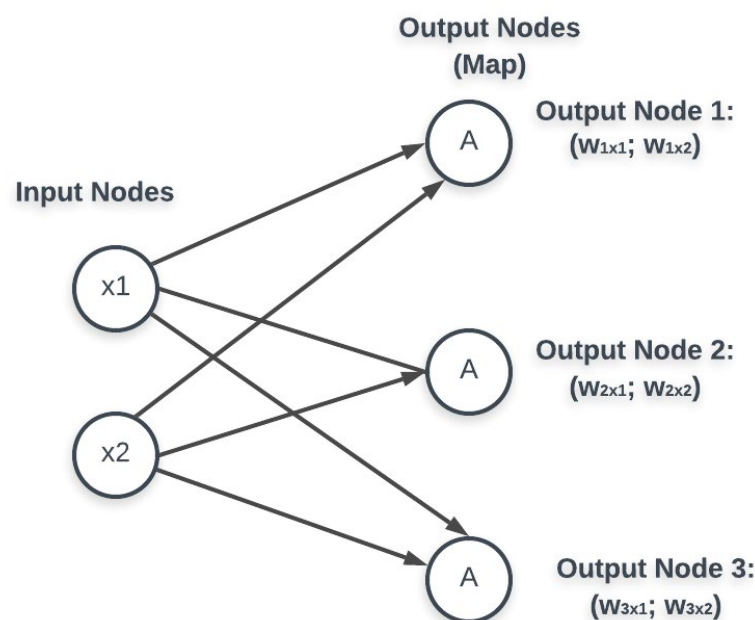 Output Nodes
(Map)
Output Node 1:
(w1x1; w1x2)
A
Input Nodes
x1
Output Node 2:
(w2x1; w2x2)
A
x2
Output Node 3:
(w3x1; w3x2)
A